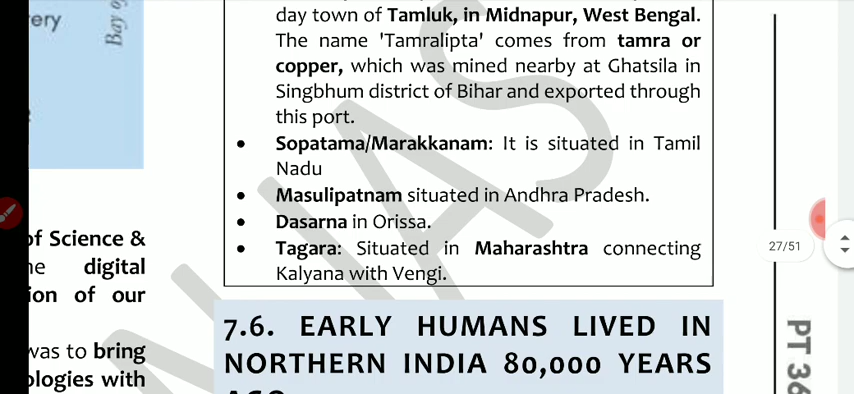 ery
Bay o
of Science &
he digital
ion of our
was to bring
ologies with
day town of Tamluk, in Midnapur, West Bengal.
The name 'Tamralipta' comes from tamra or
copper, which was mined nearby at Ghatsila in
Singbhum district of Bihar and exported through
this port.
• Sopatama/Marakkanam: It is situated in Tamil
Nadu
• Masulipatnam situated in Andhra Pradesh.
• Dasarna in Orissa.
• Tagara: Situated in Maharashtra connecting
Kalyana with Vengi.
7.6. EARLY HUMANS LIVED IN
NORTHERN INDIA 80,000 YEARS
AGO
27/51
PT 36